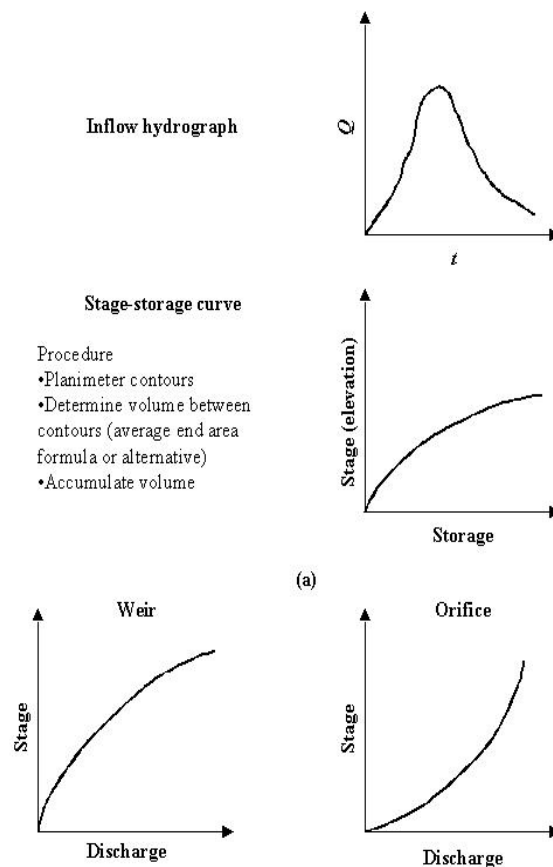 Inflow hydrograph
Q
t
Stage-storage curve
Procedure
•Planimeter contours
•Determine volume between
contours (average end area
formula or alternative)
•Accumulate volume
Stage (elevation)
Storage
(a)
Weir
Stage
Discharge
Orifice
Stage
Discharge